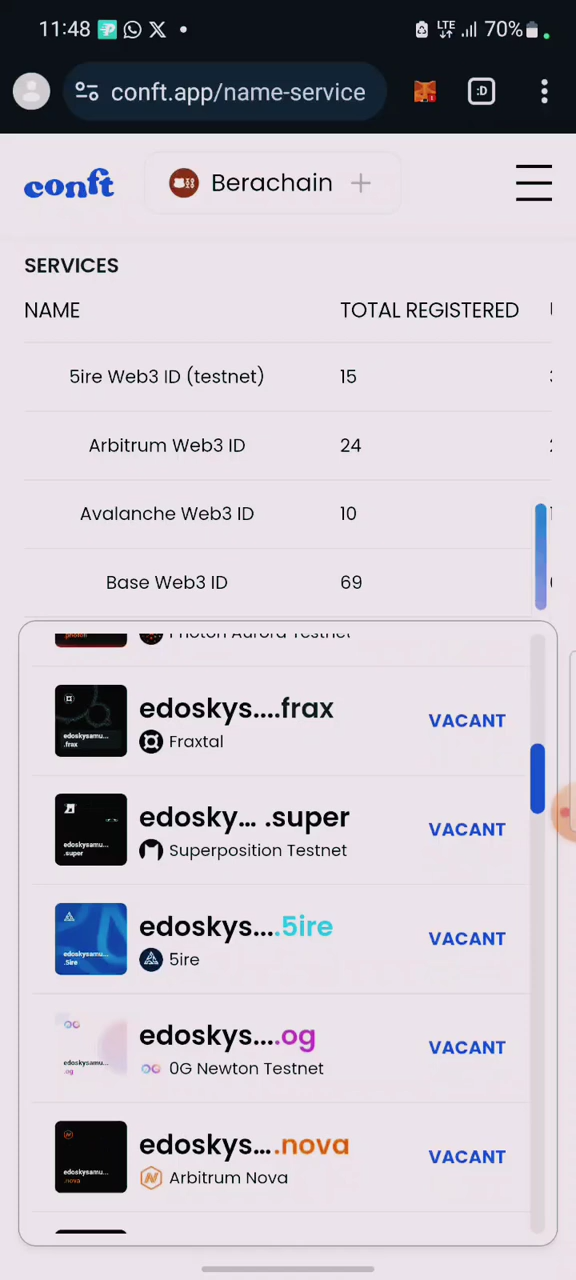 11:48
LTE
70%
conft.app/name-service
:D
conft
Berachain +
SERVICES
NAME TOTAL REGISTERED
5ire Web3 ID (testnet) 15
Arbitrum Web3 ID 24
Avalanche Web3 ID 10
Base Web3 ID 69
Photon Aurora Testnet
edoskys....frax
VACANT
Fraxtal
edoskysamu...
.frax
edosky... .super
VACANT
Superposition Testnet
edoskysamu...
.super
edoskys....5ire
VACANT
5ire
edoskysamu...
.5ire
edoskys....og
VACANT
0G Newton Testnet
edoskysamu...
.og
edoskys....nova
VACANT
Arbitrum Nova
edoskysamu...
.nova